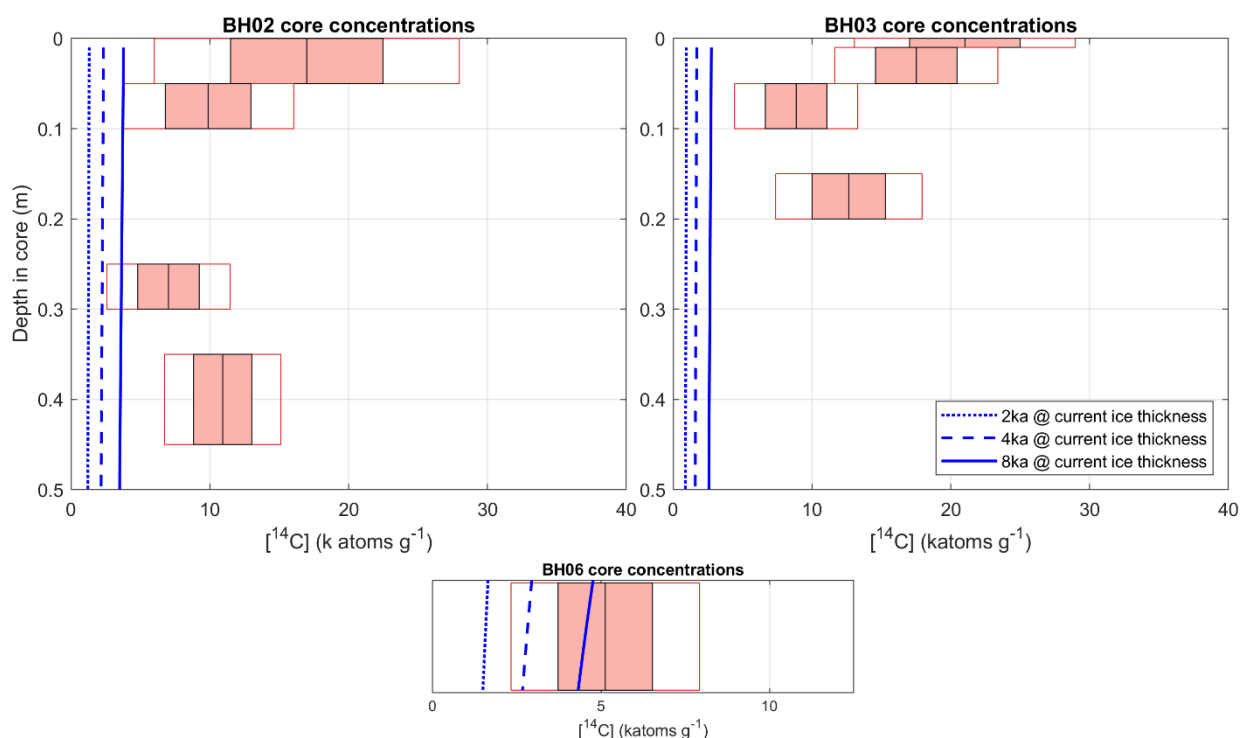 BH02 core concentrations
0
0.1
0.2
0.3
0.4
0.5
Depth in core (m)
0 10 20 30 40
[¹⁴C] (k atoms g⁻¹)
BH03 core concentrations
0
0.1
0.2
0.3
0.4
0.5
2ka @ current ice thickness
4ka @ current ice thickness
8ka @ current ice thickness
0 10 20 30 40
[¹⁴C] (katoms g⁻¹)
BH06 core concentrations
0 5 10
[¹⁴C] (katoms g⁻¹)